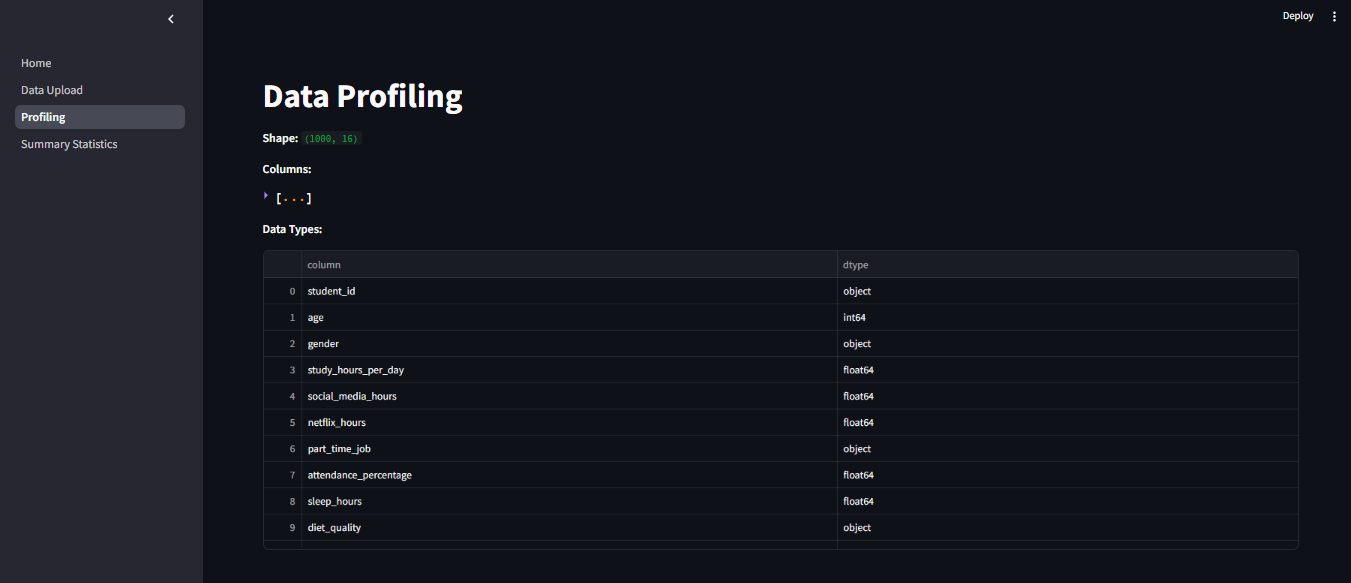 Deploy
Home
Data Upload
Profiling
Summary Statistics
Data Profiling
Shape: (1000, 16)
Columns:
[...]
Data Types:
column dtype
0 student_id object
1 age int64
2 gender object
3 study_hours_per_day float64
4 social_media_hours float64
5 netflix_hours float64
6 part_time_job object
7 attendance_percentage float64
8 sleep_hours float64
9 diet_quality object